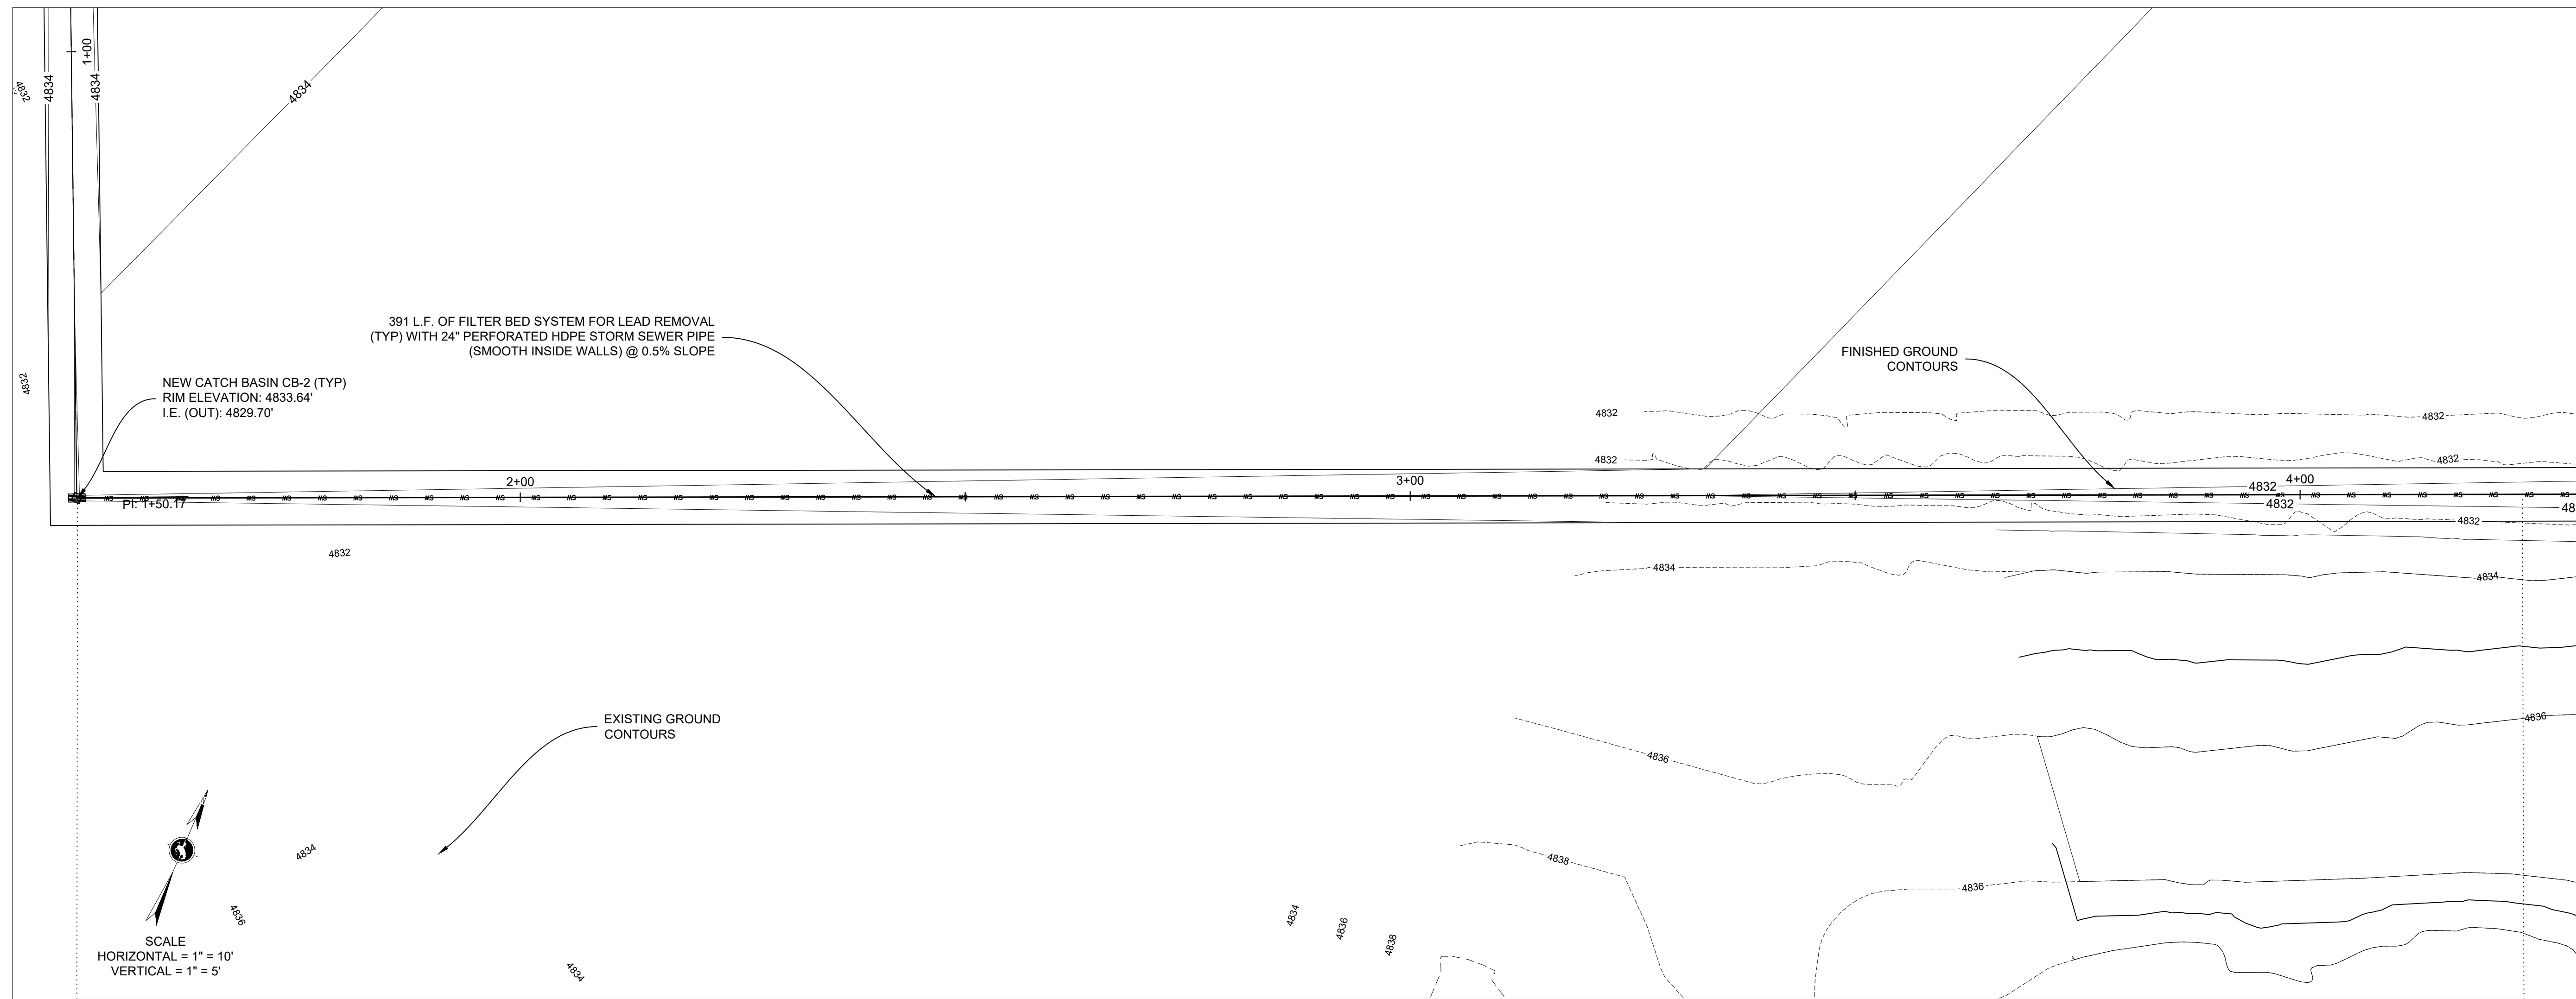 1+00
4834
4834
4832
4834
391 L.F. OF FILTER BED SYSTEM FOR LEAD REMOVAL
(TYP) WITH 24" PERFORATED HDPE STORM SEWER PIPE
(SMOOTH INSIDE WALLS) @ 0.5% SLOPE
FINISHED GROUND
CONTOURS
4832
NEW CATCH BASIN CB-2 (TYP)
RIM ELEVATION: 4833.64'
I.E. (OUT): 4829.70'
4832
4832
4832
4832
2+00
3+00
4+00
4832
PI: 1+50.17
4832
48
4832
4832
4834
4834
EXISTING GROUND
CONTOURS
4836
4836
4834
4838
4836
4836
4834
4836
4838
SCALE
HORIZONTAL = 1" = 10'
VERTICAL = 1" = 5'
4834